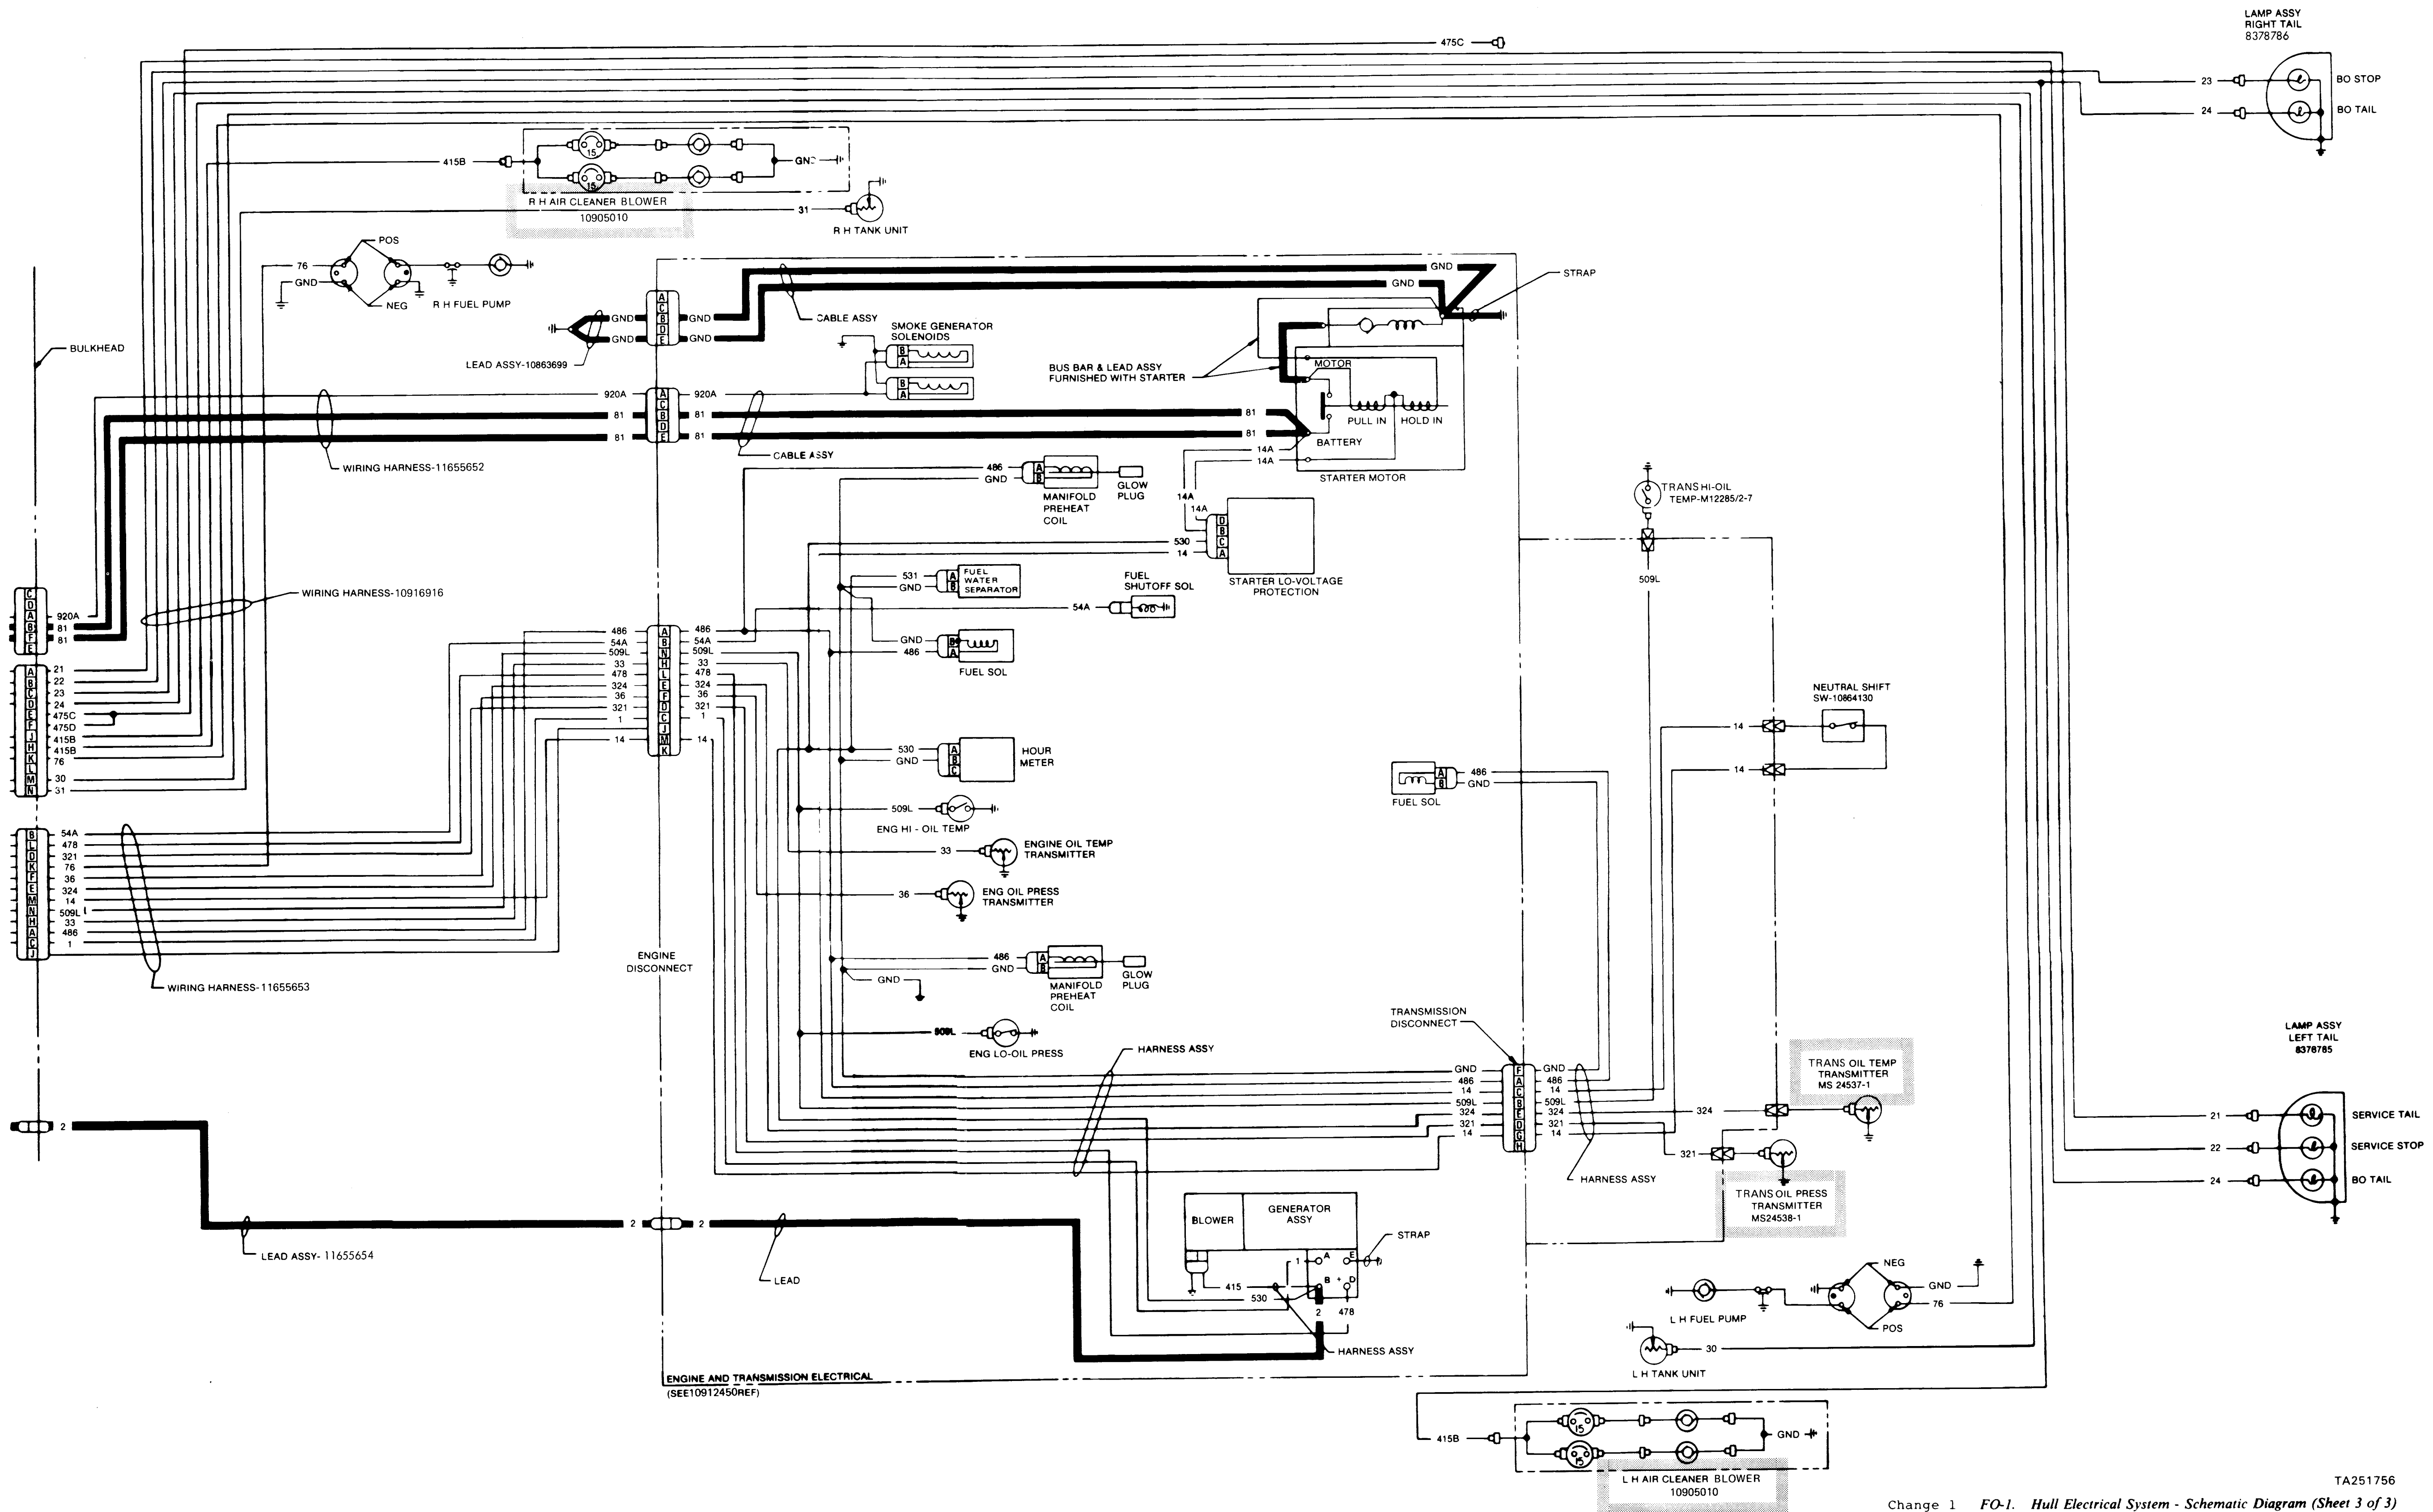 LAMP ASSY
RIGHT TAIL
8378786
475C
23
BO STOP
24
BO TAIL
415B
15
15
GND
R H AIR CLEANER BLOWER
10905010
31
R H TANK UNIT
POS
76
GND
NEG
R H FUEL PUMP
BULKHEAD
GND
GND
LEAD ASSY-10863699
A
C
B
D
E
GND
GND
CABLE ASSY
GND
GND
STRAP
SMOKE GENERATOR
SOLENOIDS
B
A
B
A
BUS BAR & LEAD ASSY
FURNISHED WITH STARTER
MOTOR
PULL IN
HOLD IN
BATTERY
STARTER MOTOR
920A
81
81
A
C
B
D
E
920A
81
81
81
81
14A
14A
CABLE ASSY
WIRING HARNESS-11655652
486
GND
A
B
MANIFOLD
PREHEAT
COIL
GLOW
PLUG
14A
14A
530
14
D
B
C
A
STARTER LO-VOLTAGE
PROTECTION
TRANS HI-OIL
TEMP-M12285/2-7
509L
WIRING HARNESS-10916916
531
GND
A
B
FUEL
WATER
SEPARATOR
FUEL
SHUTOFF SOL
54A
GND
486
B
A
FUEL SOL
C
D
A
B
F
E
920A
81
81
A
B
C
D
E
F
J
H
K
L
M
N
21
22
23
24
475C
475D
415B
415B
76
30
31
486
54A
509L
33
478
324
36
321
1
14
A
B
N
H
L
E
F
D
C
J
M
K
486
54A
509L
33
478
324
36
321
1
14
NEUTRAL SHIFT
SW-10864130
14
14
530
GND
A
B
C
HOUR
METER
A
B
486
GND
FUEL SOL
509L
ENG HI - OIL TEMP
33
ENGINE OIL TEMP
TRANSMITTER
36
ENG OIL PRESS
TRANSMITTER
B
L
D
K
F
E
M
N
H
A
C
J
54A
478
321
76
36
324
14
509L
33
486
1
WIRING HARNESS-11655653
ENGINE
DISCONNECT
486
GND
A
B
GND
MANIFOLD
PREHEAT
COIL
GLOW
PLUG
509L
ENG LO-OIL PRESS
HARNESS ASSY
TRANSMISSION
DISCONNECT
GND
486
14
509L
324
321
14
F
A
C
B
E
D
G
H
GND
486
14
509L
324
321
14
HARNESS ASSY
324
TRANS OIL TEMP
TRANSMITTER
MS 24537-1
321
TRANS OIL PRESS
TRANSMITTER
MS24538-1
LAMP ASSY
LEFT TAIL
8378785
21
SERVICE TAIL
22
SERVICE STOP
24
BO TAIL
2
2
2
LEAD ASSY- 11655654
LEAD
BLOWER
GENERATOR
ASSY
A
E
B
+
D
1
415
530
2
478
STRAP
HARNESS ASSY
NEG
GND
76
POS
L H FUEL PUMP
30
L H TANK UNIT
ENGINE AND TRANSMISSION ELECTRICAL
(SEE10912450REF)
415B
15
15
GND
L H AIR CLEANER BLOWER
10905010
TA251756
Change 1 FO-1. Hull Electrical System - Schematic Diagram (Sheet 3 of 3)